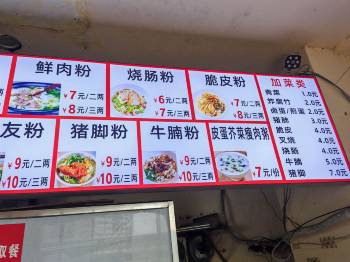 鲜肉粉
¥7元/二两
¥8元/三两
烧肠粉
¥6元/二两
¥7元/三两
脆皮粉
¥7元/二两
¥8元/三两
友粉
¥9元/二两
¥10元/三两
猪脚粉
¥9元/二两
¥10元/三两
牛腩粉
¥9元/二两
¥10元/三两
皮蛋芥菜瘦肉粥
¥7元/份
加菜类
青菜 1.0元
炸腐竹 2.0元
卤蛋/煎蛋 2.0元
猪肠 3.0元
脆皮 4.0元
叉烧 4.0元
烧肠 4.0元
牛腩 5.0元
猪脚 7.0元
取餐